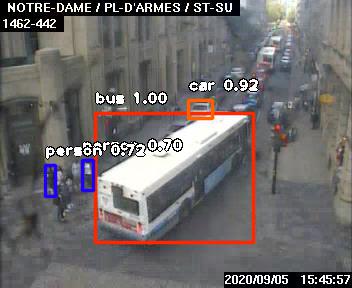 NOTRE-DAME / PL-D'ARMES / ST-SU
1462-442
car 0.92
bus 1.00
person 0.72
0.70
2020/09/05 15:45:57